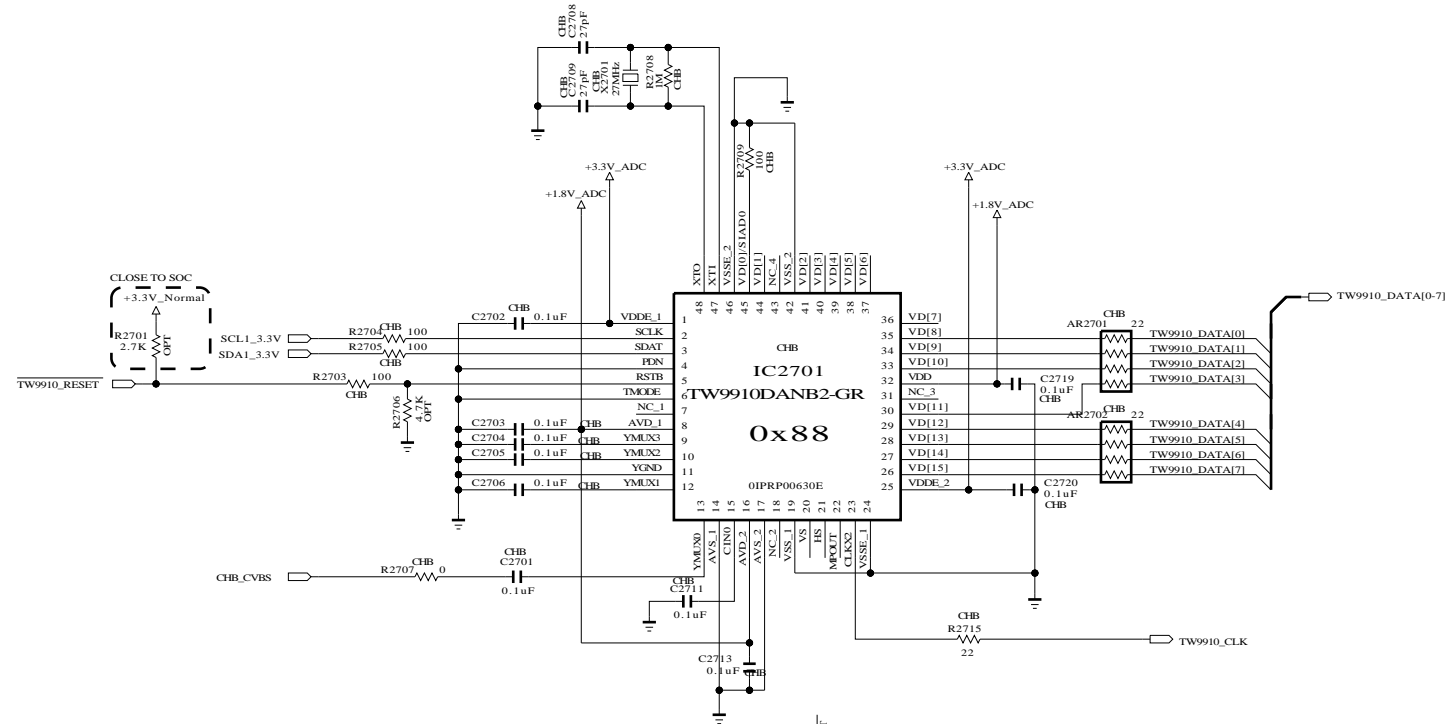 CHB
C2708
27pF
CHB
C2709
27pF
CHB
X2701
27MHz
R2708
1M
CHB
R2709
100
CHB
+3.3V_ADC
+1.8V_ADC
+3.3V_ADC
+1.8V_ADC
CLOSE TO SOC
+3.3V_Normal
R2701
2.7K
OPT
SCL1_3.3V
SDA1_3.3V
TW9910_RESET
R2704
CHB
100
R2705
CHB
100
R2703
CHB
100
R2706
4.7K
OPT
C2702
CHB
0.1uF
C2703
0.1uF
CHB
C2704
0.1uF
CHB
C2705
0.1uF
CHB
C2706
0.1uF
CHB
XTO
XTI
VSSE_2
VD[0]/SIAD0
VD[1]
NC_4
VSS_2
VD[2]
VD[3]
VD[4]
VD[5]
VD[6]
48
47
46
45
44
43
42
41
40
39
38
37
VDDE_1
1
SCLK
2
SDAT
3
PDN
4
RSTB
5
TMODE
6
NC_1
7
AVD_1
8
YMUX3
9
YMUX2
10
YGND
11
YMUX1
12
CHB
IC2701
TW9910DANB2-GR
0x88
0IPRP00630E
36
VD[7]
35
VD[8]
34
VD[9]
33
VD[10]
32
VDD
31
NC_3
30
VD[11]
29
VD[12]
28
VD[13]
27
VD[14]
26
VD[15]
25
VDDE_2
13
14
15
16
17
18
19
20
21
22
23
24
YMUX0
AVS_1
CIN0
AVD_2
AVS_2
NC_2
VSS_1
VS
HS
MPOUT
CLKX2
VSSE_1
C2719
0.1uF
CHB
C2720
0.1uF
CHB
CHB
AR2701
22
TW9910_DATA[0]
TW9910_DATA[1]
TW9910_DATA[2]
TW9910_DATA[3]
CHB
AR2702
22
TW9910_DATA[4]
TW9910_DATA[5]
TW9910_DATA[6]
TW9910_DATA[7]
TW9910_DATA[0-7]
CHB_CVBS
R2707
CHB
0
CHB
C2701
0.1uF
CHB
C2711
0.1uF
C2713
0.1uF
CHB
CHB
R2715
22
TW9910_CLK